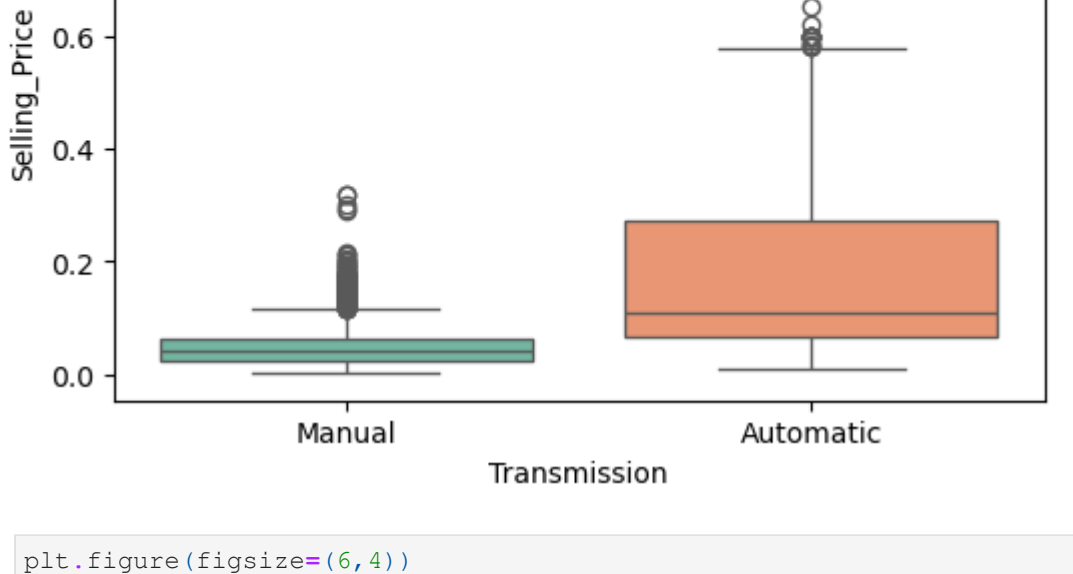 Selling_Price
0.6
0.4
0.2
0.0
Manual Automatic
Transmission
plt.figure(figsize=(6,4))